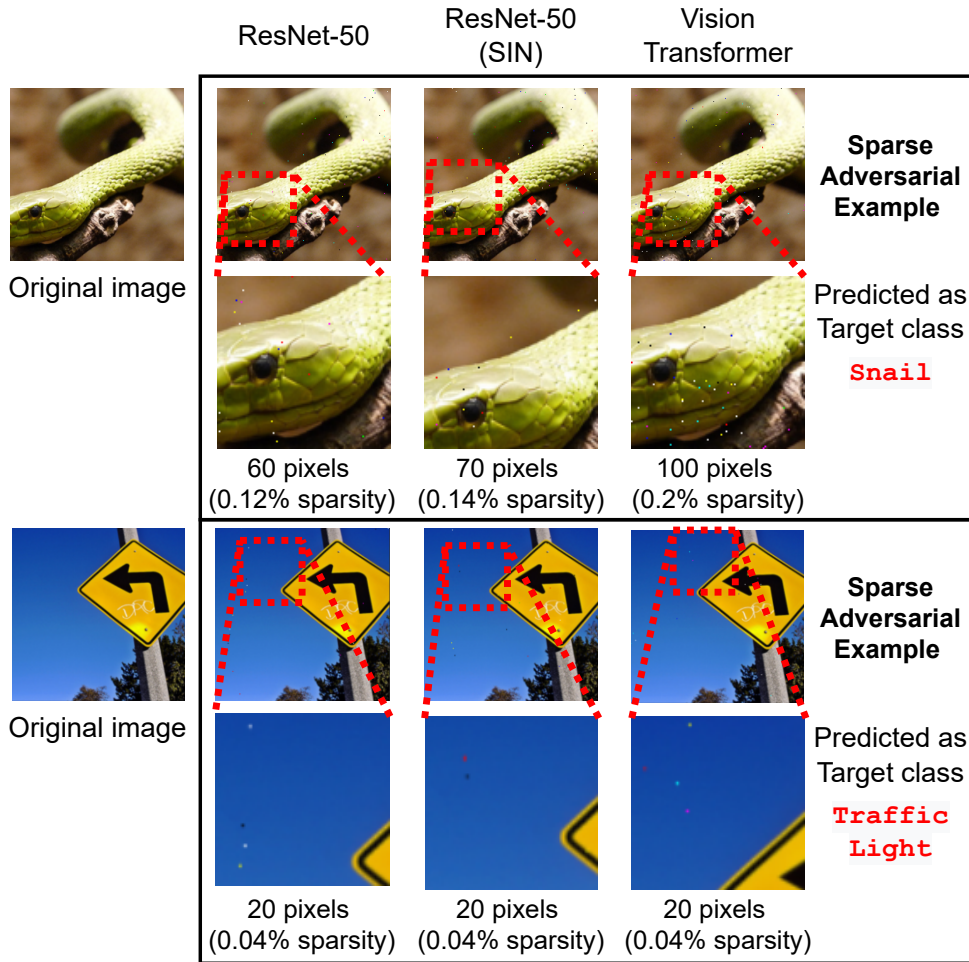 ResNet-50
ResNet-50
(SIN)
Vision
Transformer
Original image
Sparse
Adversarial
Example
Predicted as
Target class
Snail
60 pixels
(0.12% sparsity)
70 pixels
(0.14% sparsity)
100 pixels
(0.2% sparsity)
Original image
Sparse
Adversarial
Example
Predicted as
Target class
Traffic
Light
20 pixels
(0.04% sparsity)
20 pixels
(0.04% sparsity)
20 pixels
(0.04% sparsity)